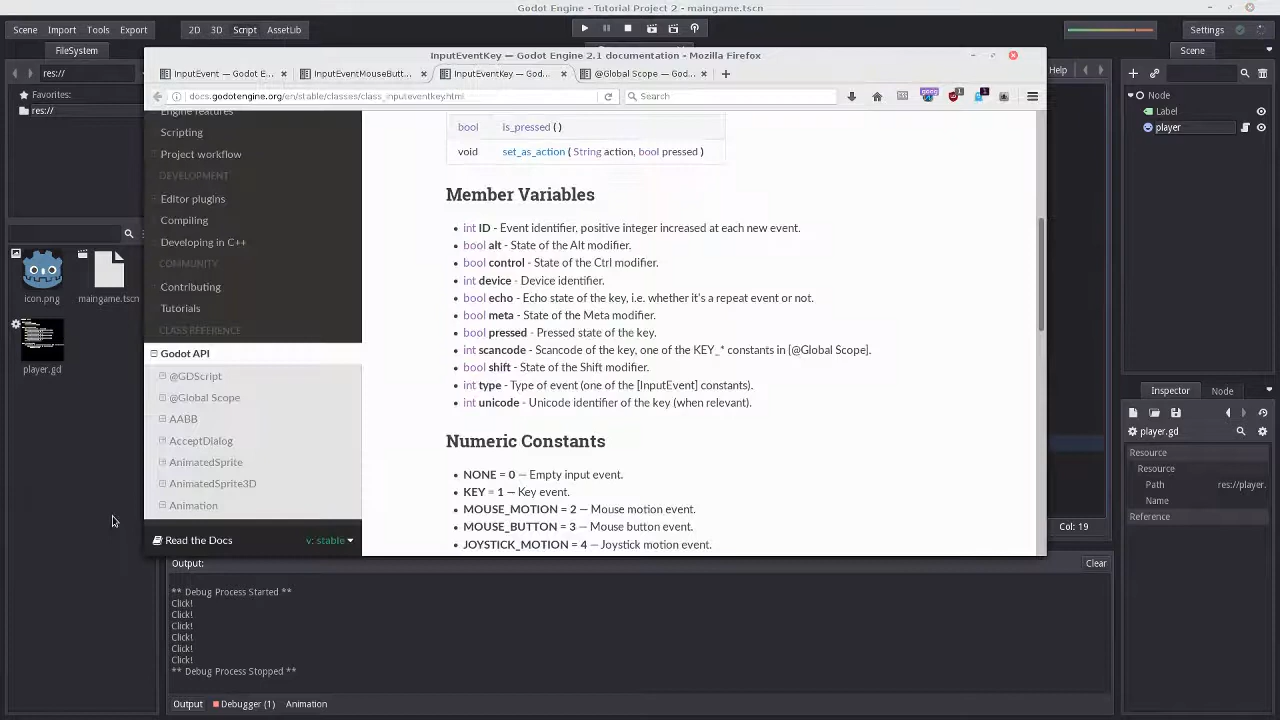 Godot Engine - Tutorial Project 2 - maingame.tscn
Scene Import Tools Export
2D 3D Script AssetLib
Settings
FileSystem
res://
Favorites:
res://
icon.png
maingame.tscn
player.gd
InputEventKey — Godot Engine 2.1 documentation - Mozilla Firefox
InputEvent — Godot E...
InputEventMouseButt...
InputEventKey — God...
@Global Scope — God...
docs.godotengine.org/en/stable/classes/class_inputeventkey.html
Search
Engine features
Scripting
Project workflow
DEVELOPMENT
Editor plugins
Compiling
Developing in C++
COMMUNITY
Contributing
Tutorials
CLASS REFERENCE
Godot API
@GDScript
@Global Scope
AABB
AcceptDialog
AnimatedSprite
AnimatedSprite3D
Animation
Read the Docs
v: stable
bool is_pressed ( )
void set_as_action ( String action, bool pressed )
Member Variables
int ID - Event identifier, positive integer increased at each new event.
bool alt - State of the Alt modifier.
bool control - State of the Ctrl modifier.
int device - Device identifier.
bool echo - Echo state of the key, i.e. whether it's a repeat event or not.
bool meta - State of the Meta modifier.
bool pressed - Pressed state of the key.
int scancode - Scancode of the key, one of the KEY_* constants in [@Global Scope].
bool shift - State of the Shift modifier.
int type - Type of event (one of the [InputEvent] constants).
int unicode - Unicode identifier of the key (when relevant).
Numeric Constants
NONE = 0 — Empty input event.
KEY = 1 — Key event.
MOUSE_MOTION = 2 — Mouse motion event.
MOUSE_BUTTON = 3 — Mouse button event.
JOYSTICK_MOTION = 4 — Joystick motion event.
Help
Col: 19
Scene
Node
Label
player
Inspector Node
player.gd
Resource
Resource
Path res://player.
Name
Reference
Output:
Clear
** Debug Process Started **
Click!
Click!
Click!
Click!
Click!
Click!
** Debug Process Stopped **
Output
Debugger (1)
Animation